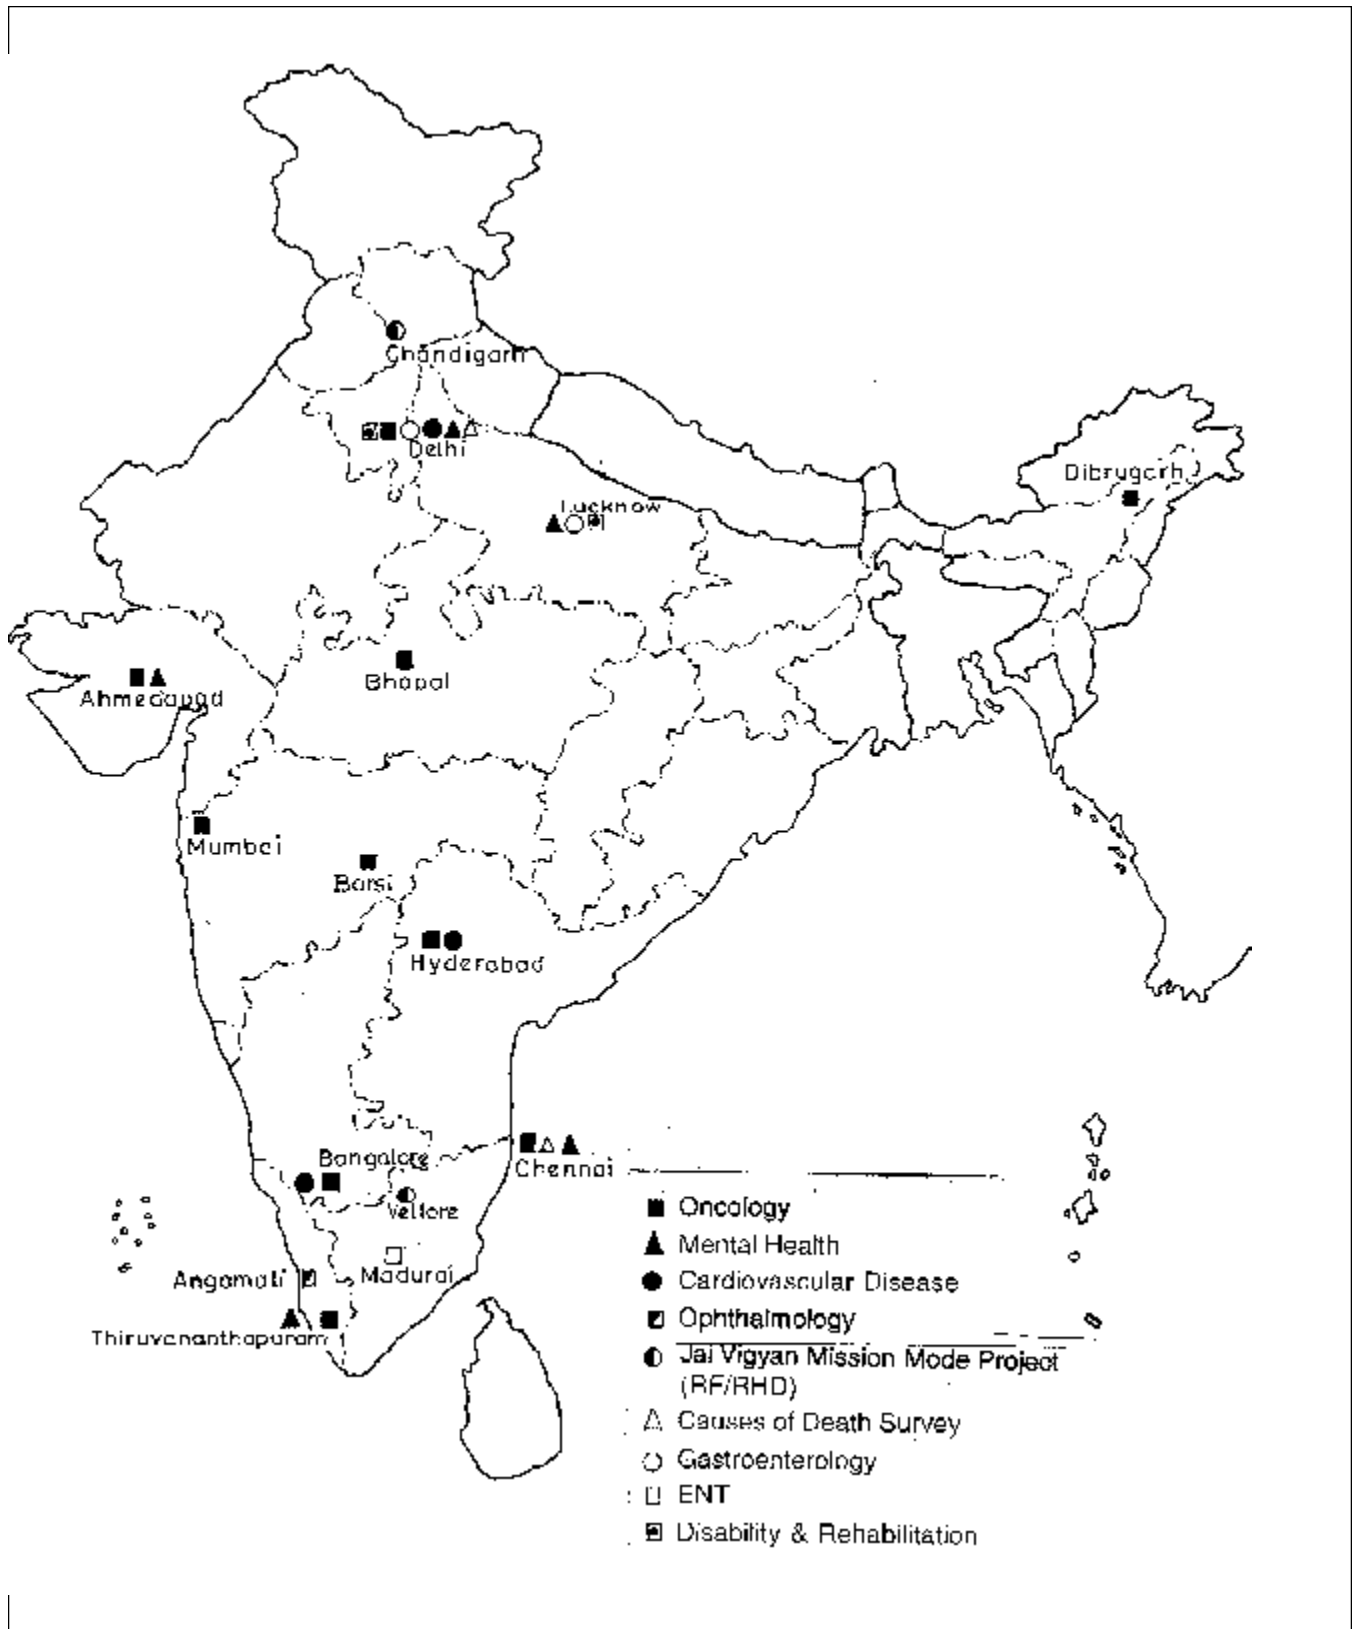 Chandigarh
Delhi
Dibrugarh
Lucknow
Bhopal
Ahmedabad
Mumbai
Barsi
Hyderabad
Bangalore
Chennai
Vellore
Madurai
Angamali
Thiruvananthapuram
Oncology
Mental Health
Cardiovascular Disease
Ophthalmology
Jai Vigyan Mission Mode Project
(RF/RHD)
Causes of Death Survey
Gastroenterology
ENT
Disability & Rehabilitation